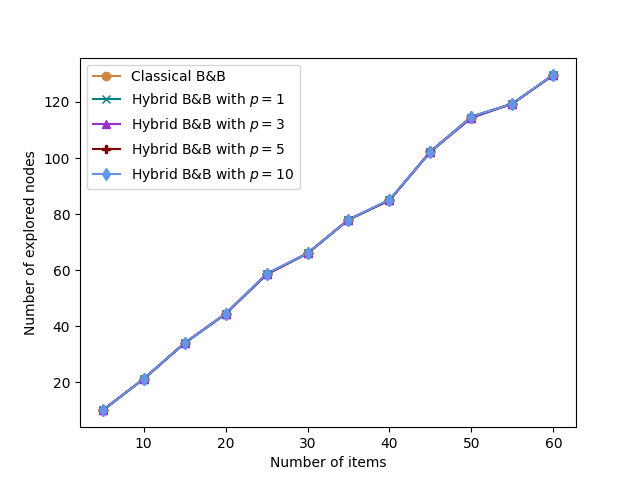 Classical B&B
Hybrid B&B with p = 1
Hybrid B&B with p = 3
Hybrid B&B with p = 5
Hybrid B&B with p = 10
Number of explored nodes
120
100
80
60
40
20
10 20 30 40 50 60
Number of items